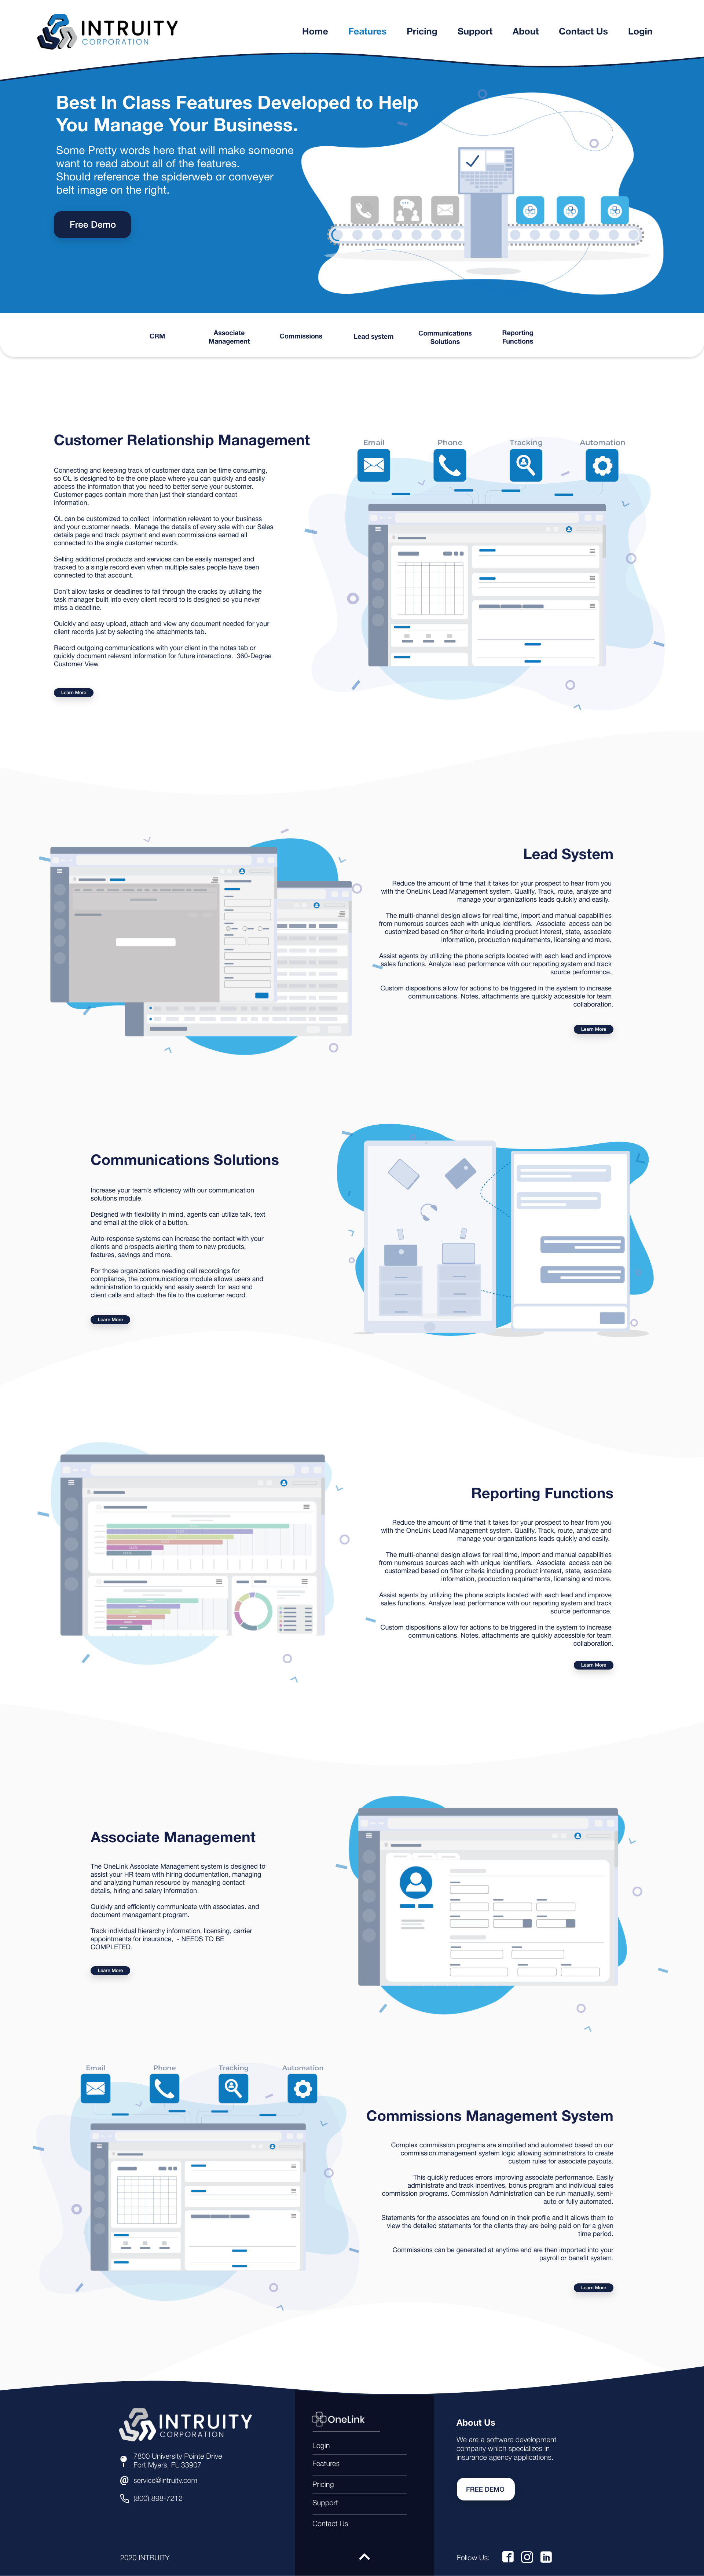 INTRUITY
CORPORATION
Home Features Pricing Support About Contact Us Login
Best In Class Features Developed to Help
You Manage Your Business.
Some Pretty words here that will make someone
want to read about all of the features.
Should reference the spiderweb or conveyer
belt image on the right.
Free Demo
CRM
Associate
Management
Commissions
Lead system
Communications
Solutions
Reporting
Functions
Customer Relationship Management
Connecting and keeping track of customer data can be time consuming,
so OL is designed to be the one place where you can quickly and easily
access the information that you need to better serve your customer.
Customer pages contain more than just their standard contact
information.
OL can be customized to collect information relevant to your business
and your customer needs. Manage the details of every sale with our Sales
details page and track payment and even commissions earned all
connected to the single customer records.
Selling additional products and services can be easily managed and
tracked to a single record even when multiple sales people have been
connected to that account.
Don't allow tasks or deadlines to fall through the cracks by utilizing the
task manager built into every client record to is designed so you never
miss a deadline.
Quickly and easy upload, attach and view any document needed for your
client records just by selecting the attachments tab.
Record outgoing communications with your client in the notes tab or
quickly document relevant information for future interactions. 360-Degree
Customer View
Learn More
Email Phone Tracking Automation
Lead System
Reduce the amount of time that it takes for your prospect to hear from you
with the OneLink Lead Management system. Qualify, Track, route, analyze and
manage your organizations leads quickly and easily.
The multi-channel design allows for real time, import and manual capabilities
from numerous sources each with unique identifiers. Associate access can be
customized based on filter criteria including product interest, state, associate
information, production requirements, licensing and more.
Assist agents by utilizing the phone scripts located with each lead and improve
sales functions. Analyze lead performance with our reporting system and track
source performance.
Custom dispositions allow for actions to be triggered in the system to increase
communications. Notes, attachments are quickly accessible for team
collaboration.
Learn More
Communications Solutions
Increase your team's efficiency with our communication
solutions module.
Designed with flexibility in mind, agents can utilize talk, text
and email at the click of a button.
Auto-response systems can increase the contact with your
clients and prospects alerting them to new products,
features, savings and more.
For those organizations needing call recordings for
compliance, the communications module allows users and
administration to quickly and easily search for lead and
client calls and attach the file to the customer record.
Learn More
Reporting Functions
Reduce the amount of time that it takes for your prospect to hear from you
with the OneLink Lead Management system. Qualify, Track, route, analyze and
manage your organizations leads quickly and easily.
The multi-channel design allows for real time, import and manual capabilities
from numerous sources each with unique identifiers. Associate access can be
customized based on filter criteria including product interest, state, associate
information, production requirements, licensing and more.
Assist agents by utilizing the phone scripts located with each lead and improve
sales functions. Analyze lead performance with our reporting system and track
source performance.
Custom dispositions allow for actions to be triggered in the system to increase
communications. Notes, attachments are quickly accessible for team
collaboration.
Learn More
Associate Management
The OneLink Associate Management system is designed to
assist your HR team with hiring documentation, managing
and analyzing human resource by managing contact
details, hiring and salary information.
Quickly and efficiently communicate with associates. and
document management program.
Track individual hierarchy information, licensing, carrier
appointments for insurance, - NEEDS TO BE
COMPLETED.
Learn More
Email Phone Tracking Automation
Commissions Management System
Complex commission programs are simplified and automated based on our
commission management system logic allowing administrators to create
custom rules for associate payouts.
This quickly reduces errors improving associate performance. Easily
administrate and track incentives, bonus program and individual sales
commission programs. Commission Administration can be run manually, semi-
auto or fully automated.
Statements for the associates are found on in their profile and it allows them to
view the detailed statements for the clients they are being paid on for a given
time period.
Commissions can be generated at anytime and are then imported into your
payroll or benefit system.
Learn More
INTRUITY
CORPORATION
7800 University Pointe Drive
Fort Myers, FL 33907
service@intruity.com
(800) 898-7212
2020 INTRUITY
OneLink
Login
Features
Pricing
Support
Contact Us
About Us
We are a software development
company which specializes in
insurance agency applications.
FREE DEMO
Follow Us: